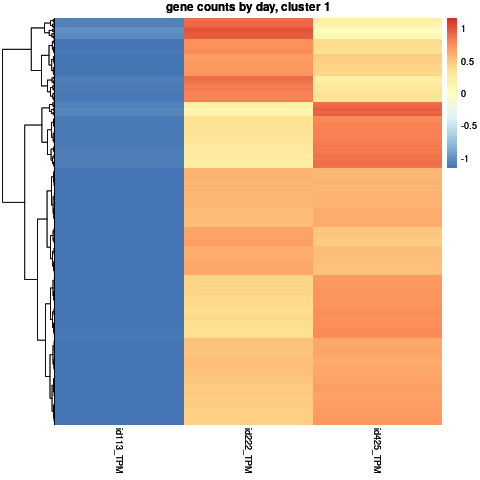 gene counts by day, cluster 1
1
0.5
0
-0.5
-1
id113_TPM
id222_TPM
id425_TPM